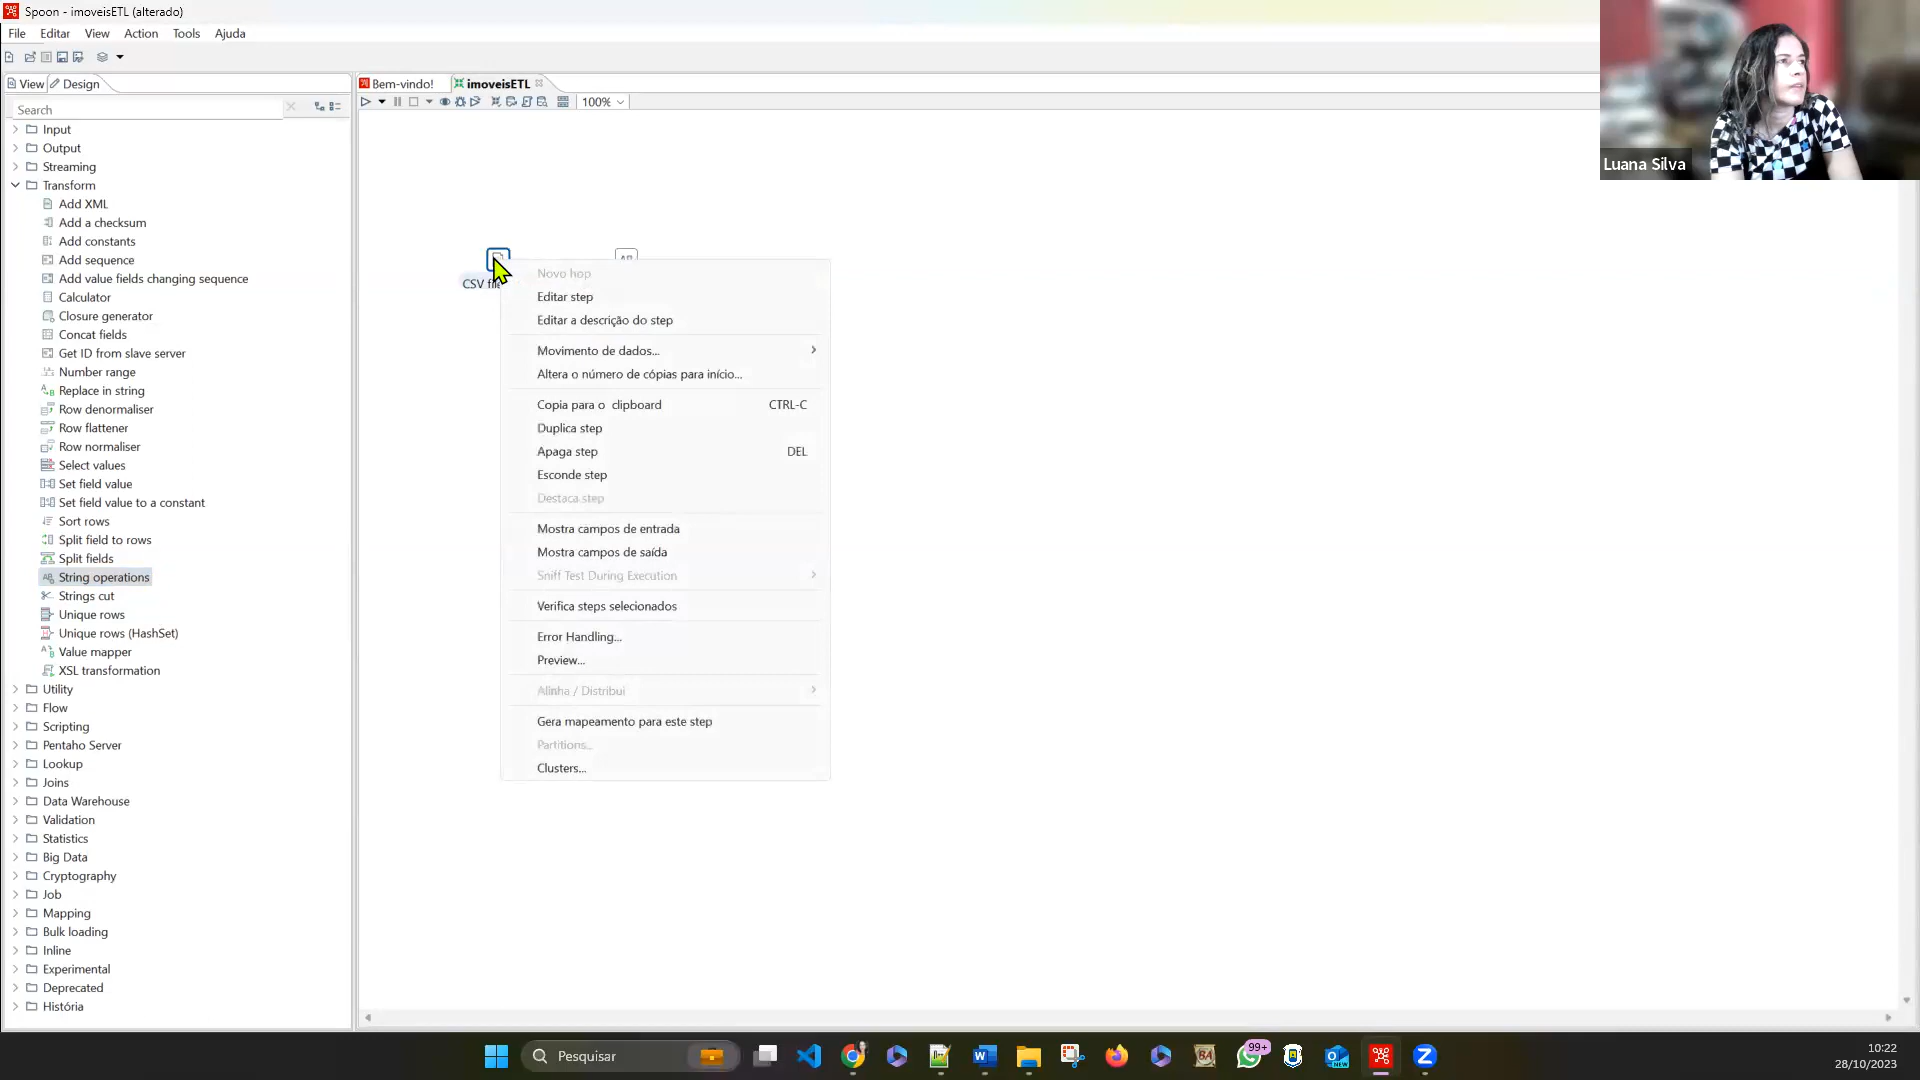 Spoon - imoveisETL (alterado)
File Editar View Action Tools Ajuda
View Design
Bem-vindo! imoveisETL
Search
100%
Input
Output
Streaming
Transform
Add XML
Add a checksum
Add constants
Add sequence
Add value fields changing sequence
Calculator
Closure generator
Concat fields
Get ID from slave server
Number range
Replace in string
Row denormaliser
Row flattener
Row normaliser
Select values
Set field value
Set field value to a constant
Sort rows
Split field to rows
Split fields
String operations
Strings cut
Unique rows
Unique rows (HashSet)
Value mapper
XSL transformation
Utility
Flow
Scripting
Pentaho Server
Lookup
Joins
Data Warehouse
Validation
Statistics
Big Data
Cryptography
Job
Mapping
Bulk loading
Inline
Experimental
Deprecated
História
CSV
Novo hop
Editar step
Editar a descrição do step
Movimento de dados...
Altera o número de cópias para início...
Copia para o clipboard CTRL-C
Duplica step
Apaga step DEL
Esconde step
Destaca step
Mostra campos de entrada
Mostra campos de saída
Sniff Test During Execution
Verifica steps selecionados
Error Handling...
Preview...
Alinha / Distribui
Gera mapeamento para este step
Partitions...
Clusters...
Luana Silva
Pesquisar
99+
10:22
28/10/2023